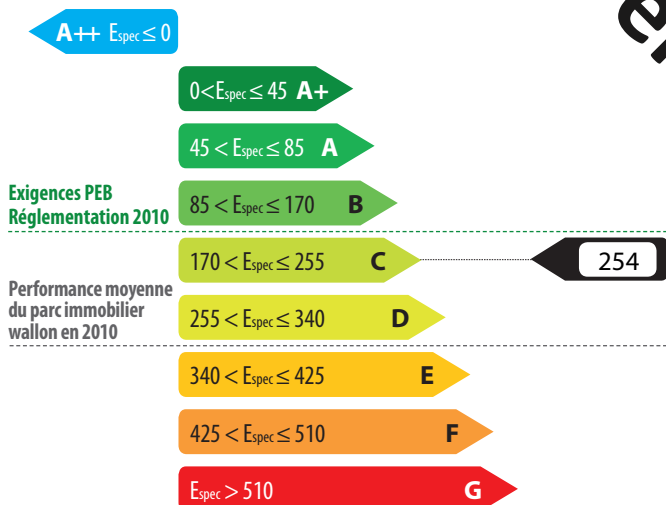 A++ Espec ≤ 0
0<Espec ≤ 45 A+
45 < Espec ≤ 85 A
Exigences PEB
Réglementation 2010
85 < Espec ≤ 170 B
170 < Espec ≤ 255 C
254
Performance moyenne
du parc immobilier
wallon en 2010
255 < Espec ≤ 340 D
340 < Espec ≤ 425 E
425 < Espec ≤ 510 F
Espec > 510 G